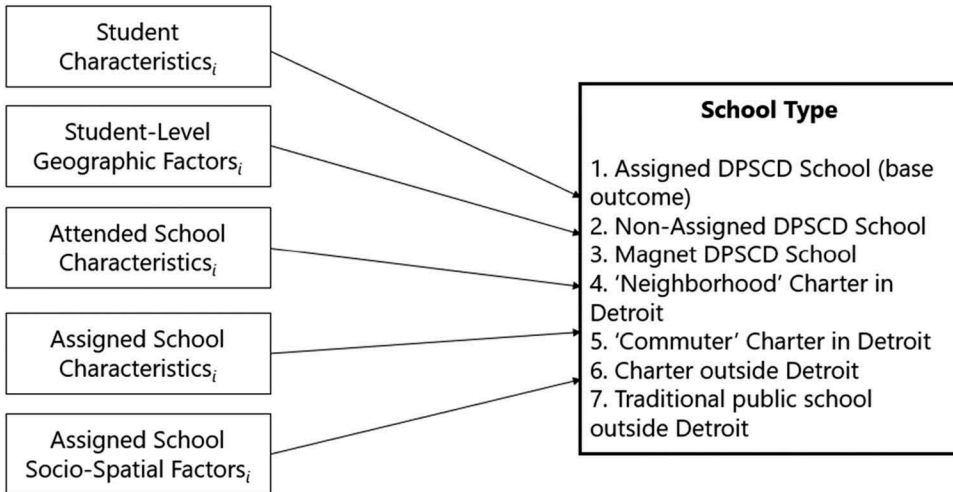 Student
Characteristicsᵢ
Student-Level
Geographic Factorsᵢ
Attended School
Characteristicsᵢ
Assigned School
Characteristicsᵢ
Assigned School
Socio-Spatial Factorsᵢ
School Type
1. Assigned DPSCD School (base
outcome)
2. Non-Assigned DPSCD School
3. Magnet DPSCD School
4. ‘Neighborhood’ Charter in
Detroit
5. ‘Commuter’ Charter in Detroit
6. Charter outside Detroit
7. Traditional public school
outside Detroit